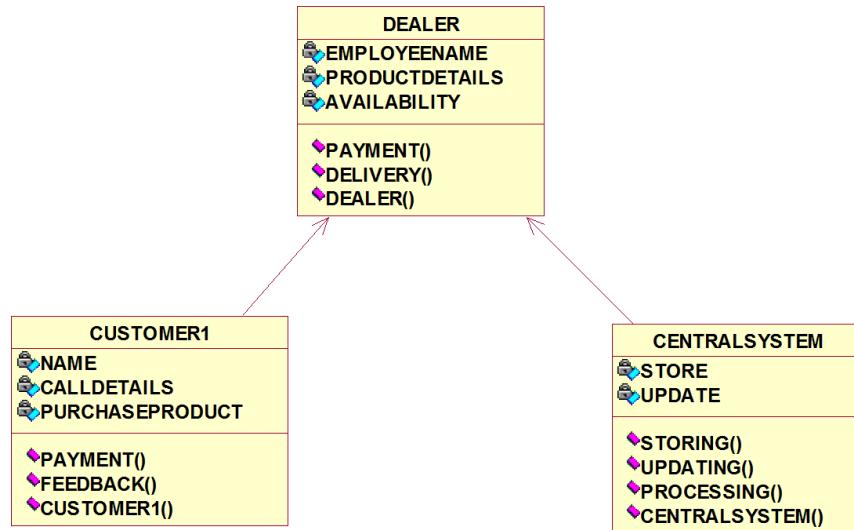 DEALER
EMPLOYEENAME
PRODUCTDETAILS
AVAILABILITY
PAYMENT()
DELIVERY()
DEALER()
CUSTOMER1
NAME
CALLDETAILS
PURCHASEPRODUCT
PAYMENT()
FEEDBACK()
CUSTOMER1()
CENTRALSYSTEM
STORE
UPDATE
STORING()
UPDATING()
PROCESSING()
CENTRALSYSTEM()